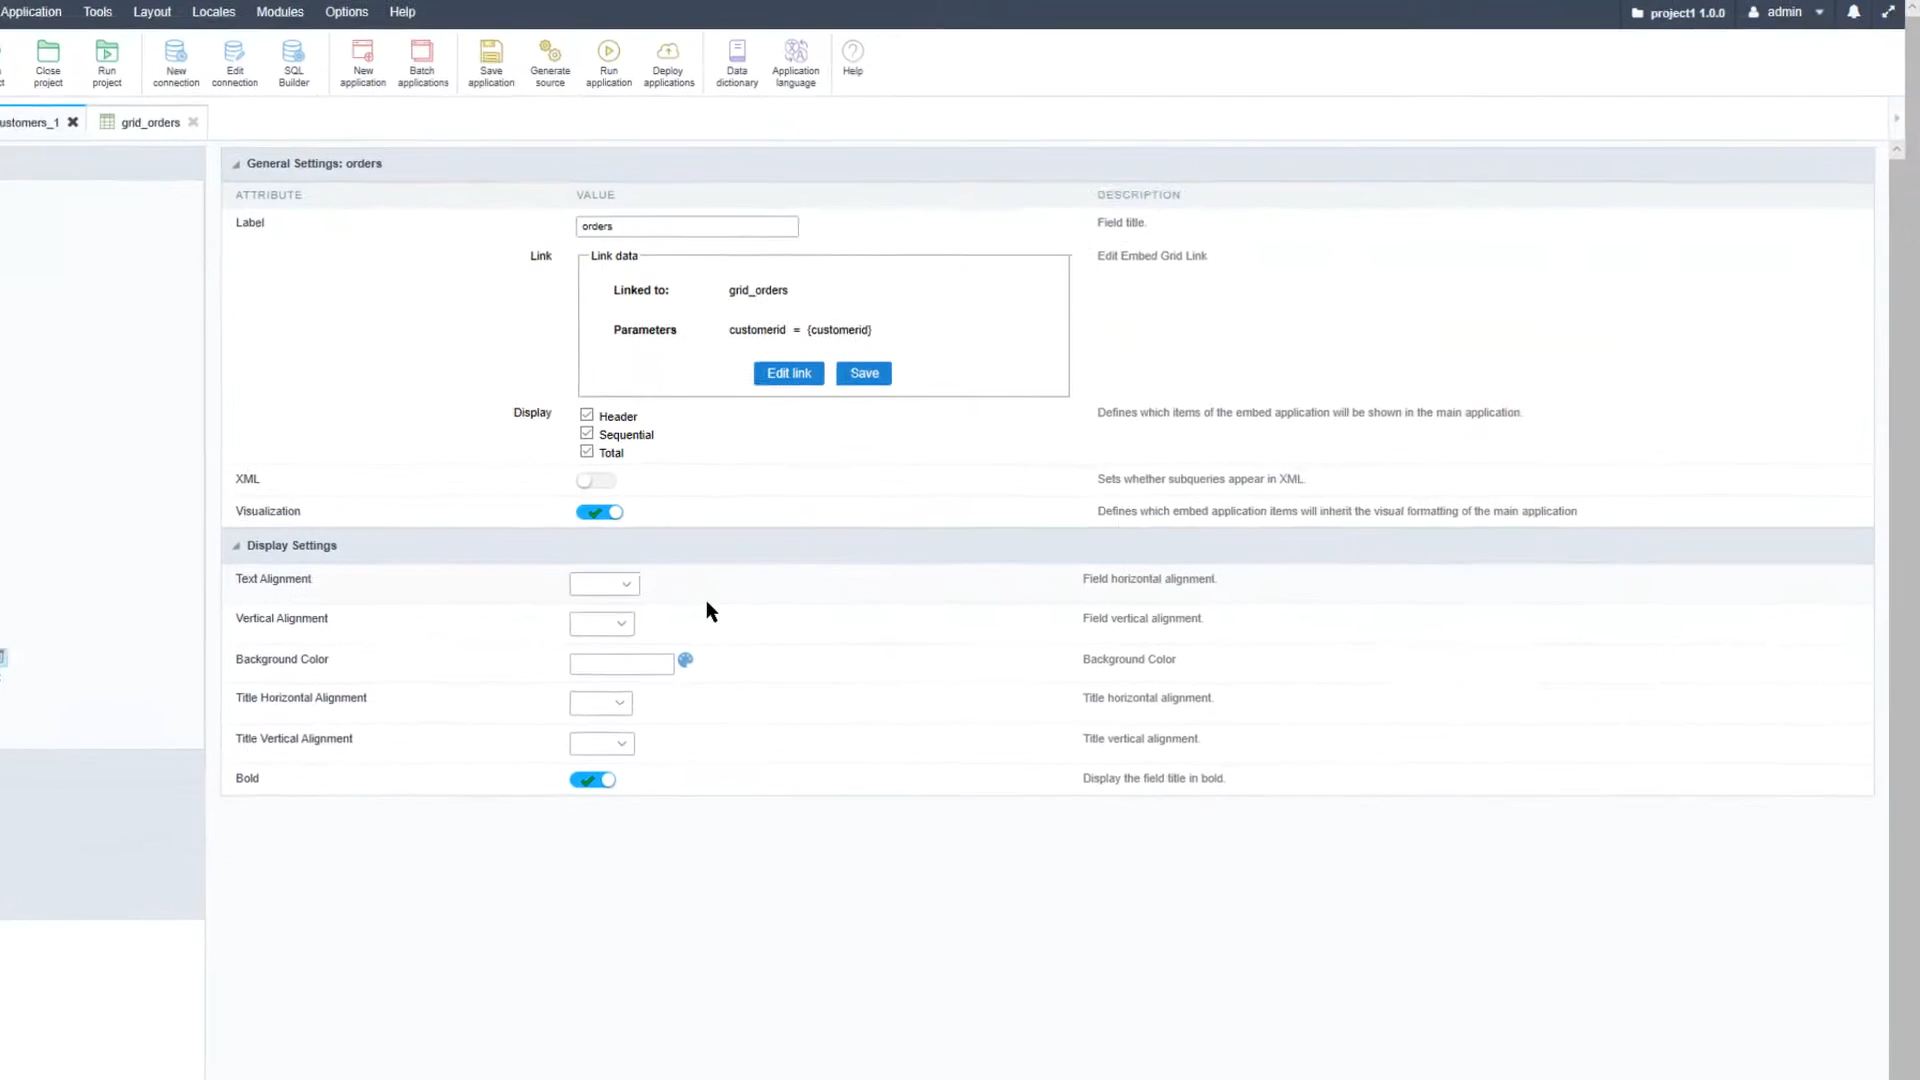 Application Tools Layout Locales Modules Options Help project1 1.0.0 admin
Close project
Run project
New connection
Edit connection
SQL Builder
New application
Batch applications
Save application
Generate source
Run application
Deploy applications
Data dictionary
Application language
Help
ustomers_1 grid_orders
General Settings: orders
ATTRIBUTE VALUE DESCRIPTION
Label orders Field title.
Link Link data Edit Embed Grid Link
Linked to: grid_orders
Parameters customerid = {customerid}
Edit link Save
Display Header Defines which items of the embed application will be shown in the main application.
Sequential
Total
XML Sets whether subqueries appear in XML.
Visualization Defines which embed application items will inherit the visual formatting of the main application
Display Settings
Text Alignment Field horizontal alignment.
Vertical Alignment Field vertical alignment.
Background Color Background Color
Title Horizontal Alignment Title horizontal alignment.
Title Vertical Alignment Title vertical alignment.
Bold Display the field title in bold.